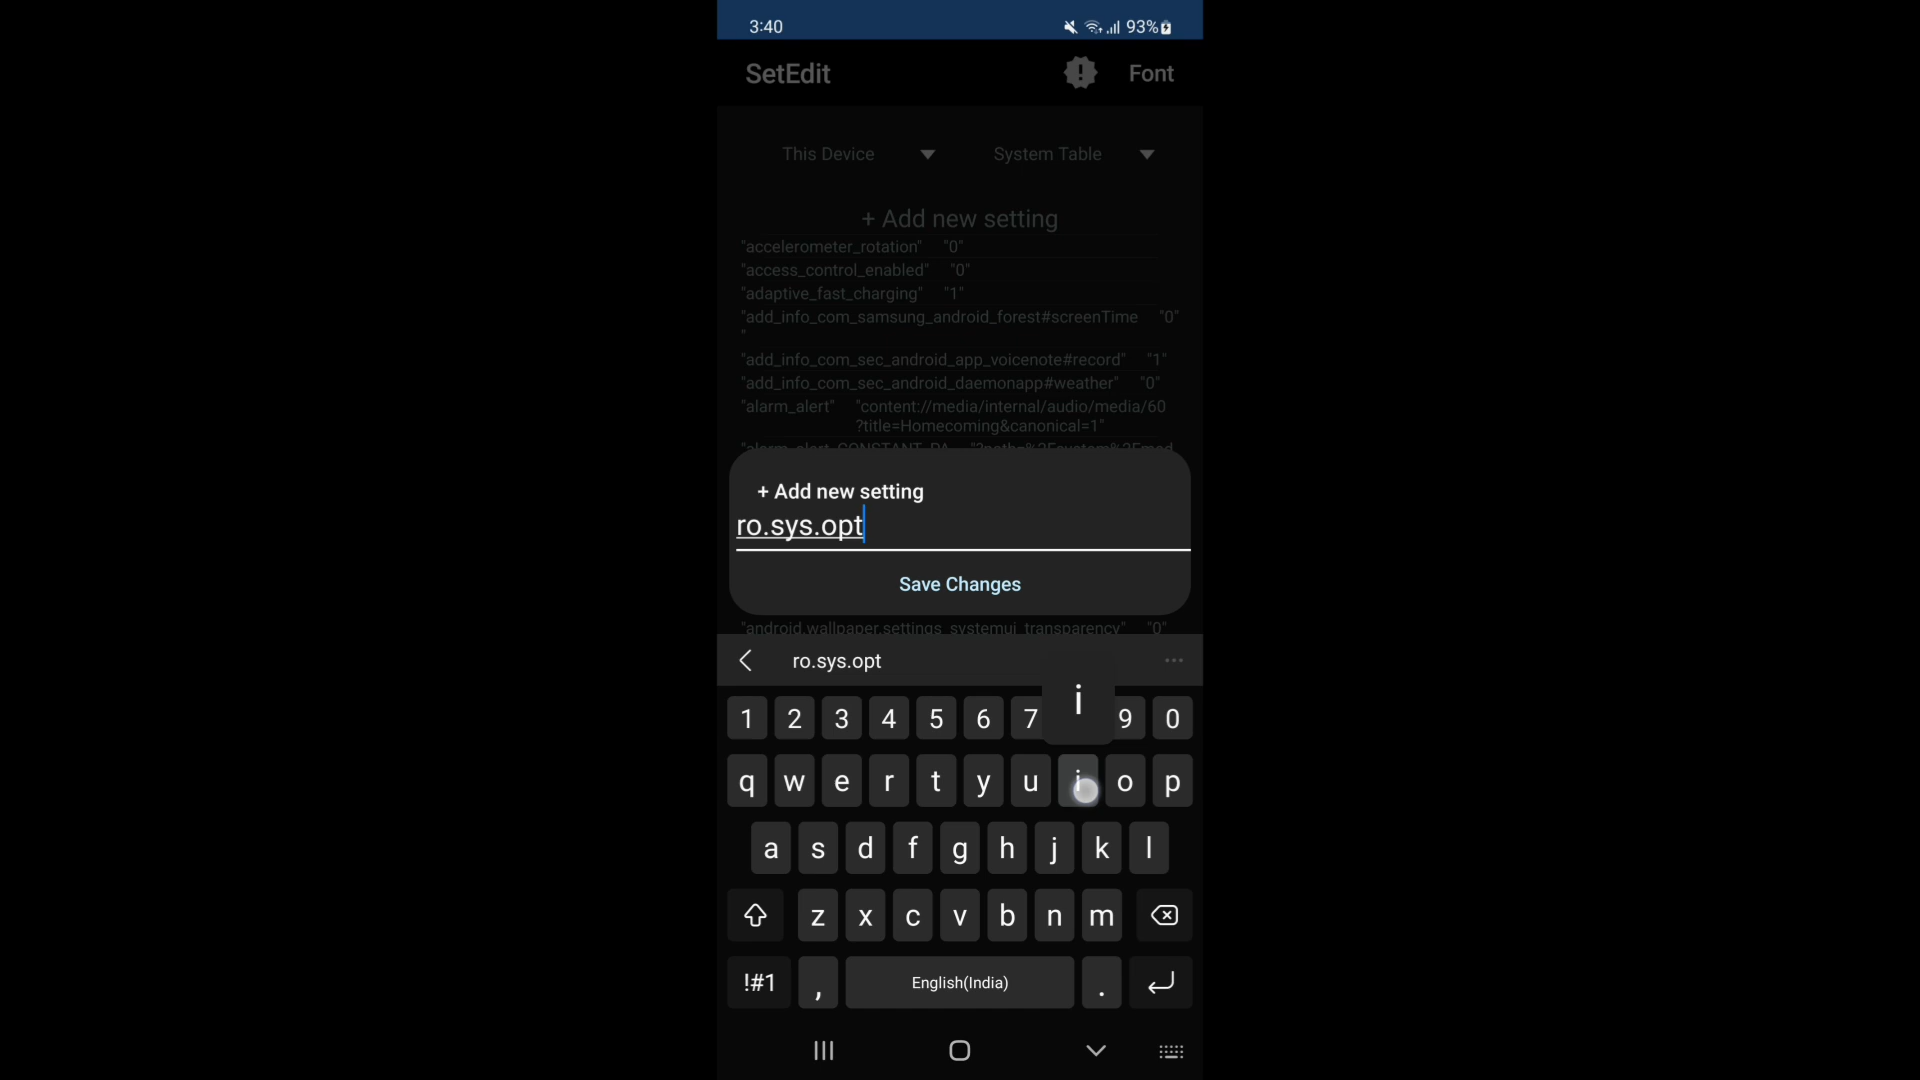 3:40 93%
SetEdit Font
This Device System Table
+ Add new setting
"accelerometer_rotation" "0"
"access_control_enabled" "0"
"adaptive_fast_charging" "1"
"add_info_com_samsung_android_forest#screenTime "0"
"
"add_info_com_sec_android_app_voicenote#record" "1"
"add_info_com_sec_android_daemonapp#weather" "0"
"alarm_alert" "content://media/internal/audio/media/60
?title=Homecoming&canonical=1"
+ Add new setting
ro.sys.opt
Save Changes
"android.wallpaper.settings_systemui_transparency" "0"
ro.sys.opt ...
i
1 2 3 4 5 6 7 9 0
q w e r t y u i o p
a s d f g h j k l
z x c v b n m
!#1 , English(India) .